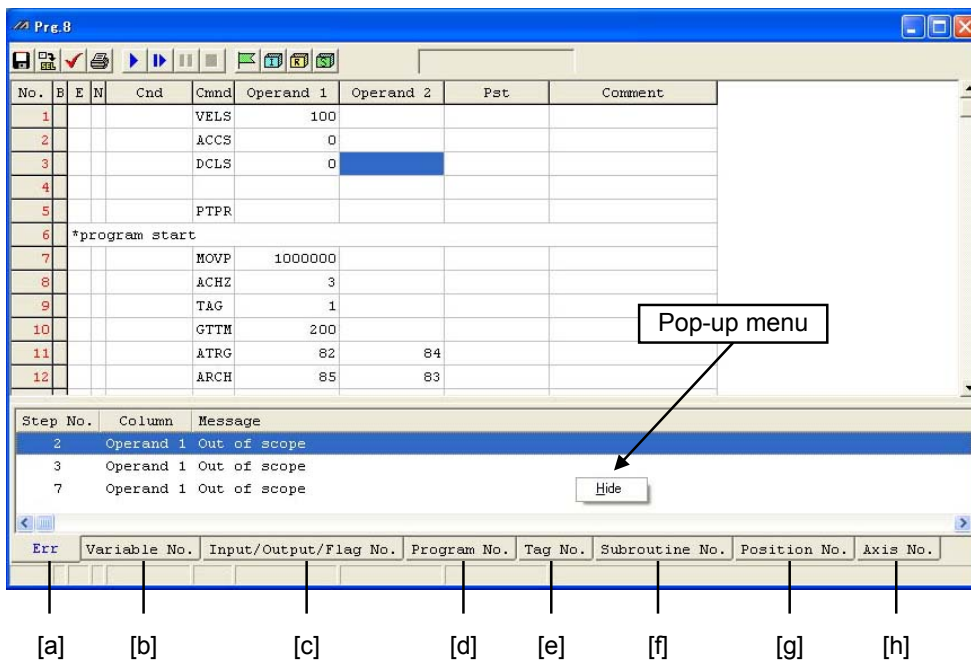 Prg.8
SEL I R S
No. B E N Cnd Cmnd Operand 1 Operand 2 Pst Comment
1 VELS 100
2 ACCS 0
3 DCLS 0
4
5 PTPR
6 *program start
7 MOVP 1000000
8 ACHZ 3
9 TAG 1
10 GTTM 200
11 ATRG 82 84
12 ARCH 85 83
Pop-up menu
Step No. Column Message
2 Operand 1 Out of scope
3 Operand 1 Out of scope
7 Operand 1 Out of scope
Hide
Err Variable No. Input/Output/Flag No. Program No. Tag No. Subroutine No. Position No. Axis No.
[a] [b] [c] [d] [e] [f] [g] [h]